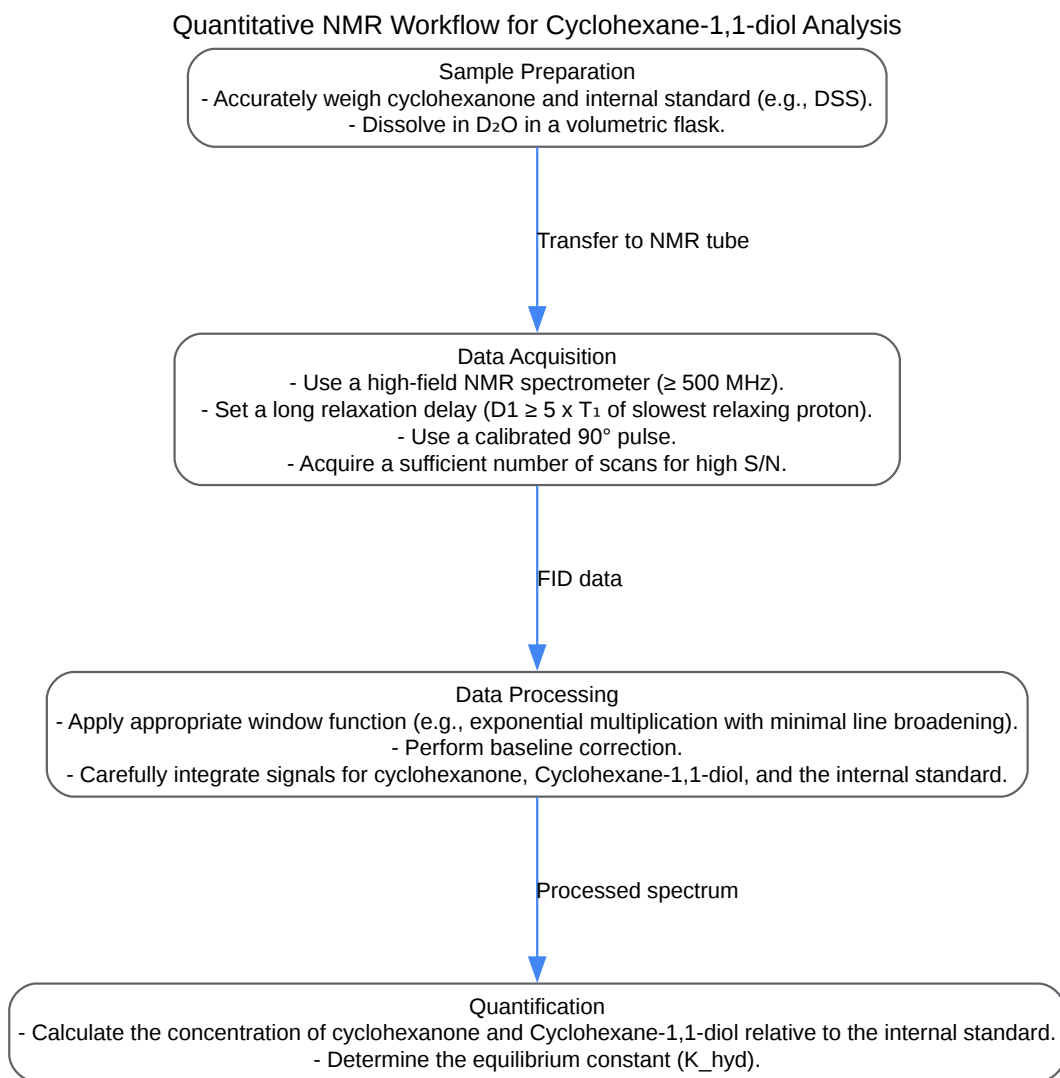 Quantitative NMR Workflow for Cyclohexane-1,1-diol Analysis
Sample Preparation
- Accurately weigh cyclohexanone and internal standard (e.g., DSS).
- Dissolve in D₂O in a volumetric flask.
Transfer to NMR tube
Data Acquisition
- Use a high-field NMR spectrometer (≥ 500 MHz).
- Set a long relaxation delay (D1 ≥ 5 x T₁ of slowest relaxing proton).
- Use a calibrated 90° pulse.
- Acquire a sufficient number of scans for high S/N.
FID data
Data Processing
- Apply appropriate window function (e.g., exponential multiplication with minimal line broadening).
- Perform baseline correction.
- Carefully integrate signals for cyclohexanone, Cyclohexane-1,1-diol, and the internal standard.
Processed spectrum
Quantification
- Calculate the concentration of cyclohexanone and Cyclohexane-1,1-diol relative to the internal standard.
- Determine the equilibrium constant (K_hyd).